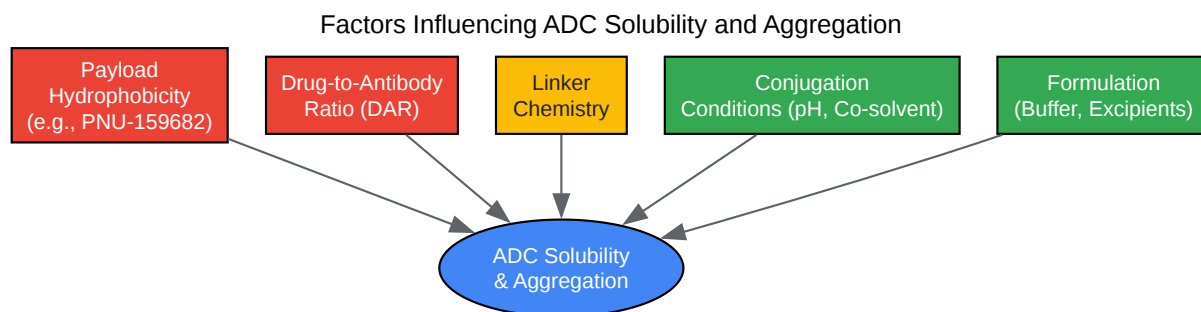 Factors Influencing ADC Solubility and Aggregation
Payload
Hydrophobicity
(e.g., PNU-159682)
Drug-to-Antibody
Ratio (DAR)
Linker
Chemistry
Conjugation
Conditions (pH, Co-solvent)
Formulation
(Buffer, Excipients)
ADC Solubility
& Aggregation